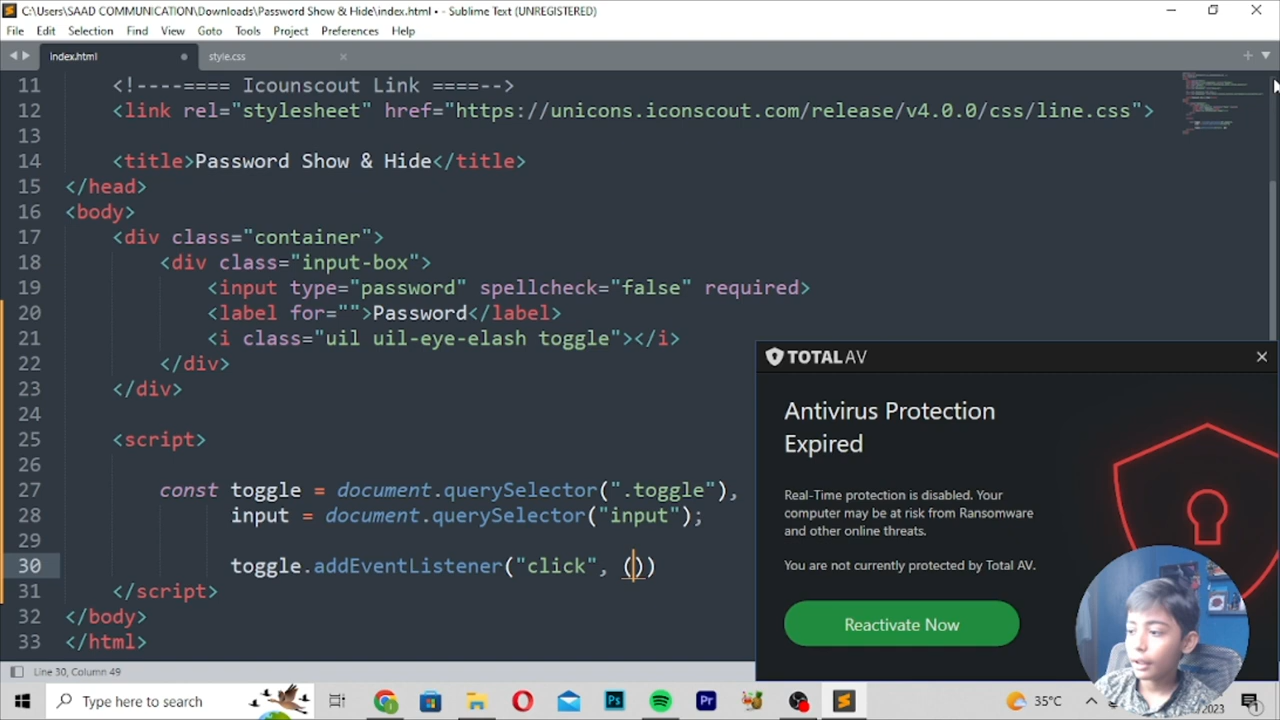 C:\Users\SAAD COMMUNICATION\Downloads\Password Show & Hide\index.html • - Sublime Text (UNREGISTERED)
File Edit Selection Find View Goto Tools Project Preferences Help
index.html style.css
11 <!----==== Icounscout Link ====-->
12 <link rel="stylesheet" href="https://unicons.iconscout.com/release/v4.0.0/css/line.css">
13
14 <title>Password Show & Hide</title>
15 </head>
16 <body>
17 <div class="container">
18 <div class="input-box">
19 <input type="password" spellcheck="false" required>
20 <label for="">Password</label>
21 <i class="uil uil-eye-elash toggle"></i>
22 </div>
23 </div>
24
25 <script>
26
27 const toggle = document.querySelector(".toggle"),
28 input = document.querySelector("input");
29
30 toggle.addEventListener("click", ())
31 </script>
32 </body>
33 </html>
TOTAL AV
Antivirus Protection
Expired
Real-Time protection is disabled. Your
computer may be at risk from Ransomware
and other online threats.
You are not currently protected by Total AV.
Reactivate Now
Line 30, Column 49
Type here to search
35°C
2023